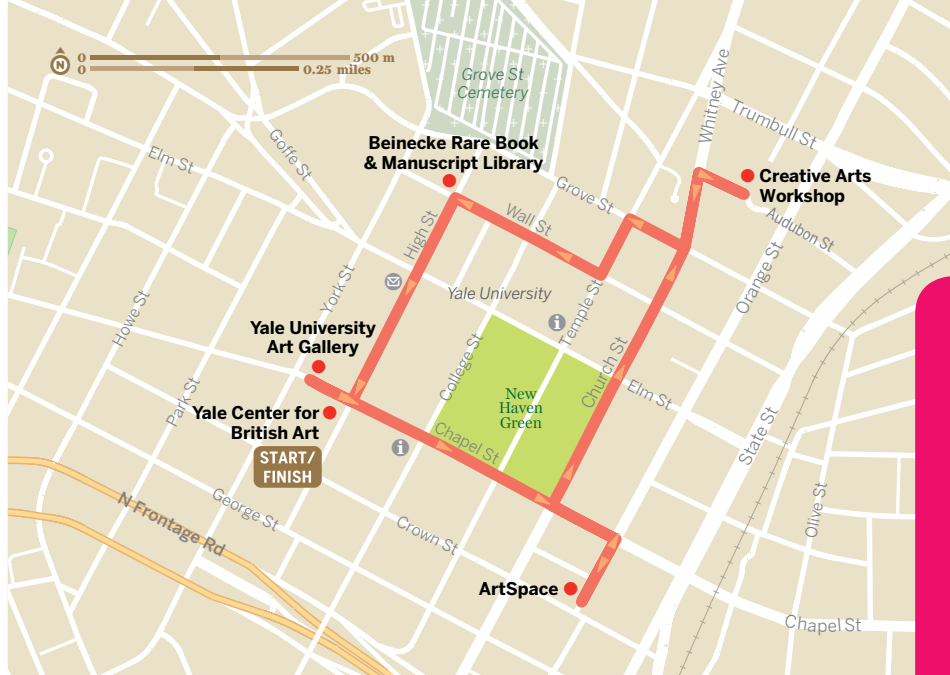 0 500 m
N
0 0.25 miles
Grove St
Cemetery
Whitney Ave
Trumbull St
Goffe St
Elm St
Beinecke Rare Book
& Manuscript Library
Creative Arts
Workshop
Grove St
Wall St
High St
Audubon St
Orange St
York St
Yale University
Howe St
Temple St
Yale University
Art Gallery
College St
Church St
Park St
Elm St
New
Haven
Green
Yale Center for
British Art
START/
FINISH
Chapel St
State St
N Frontage Rd
George St
Crown St
Olive St
ArtSpace
Chapel St